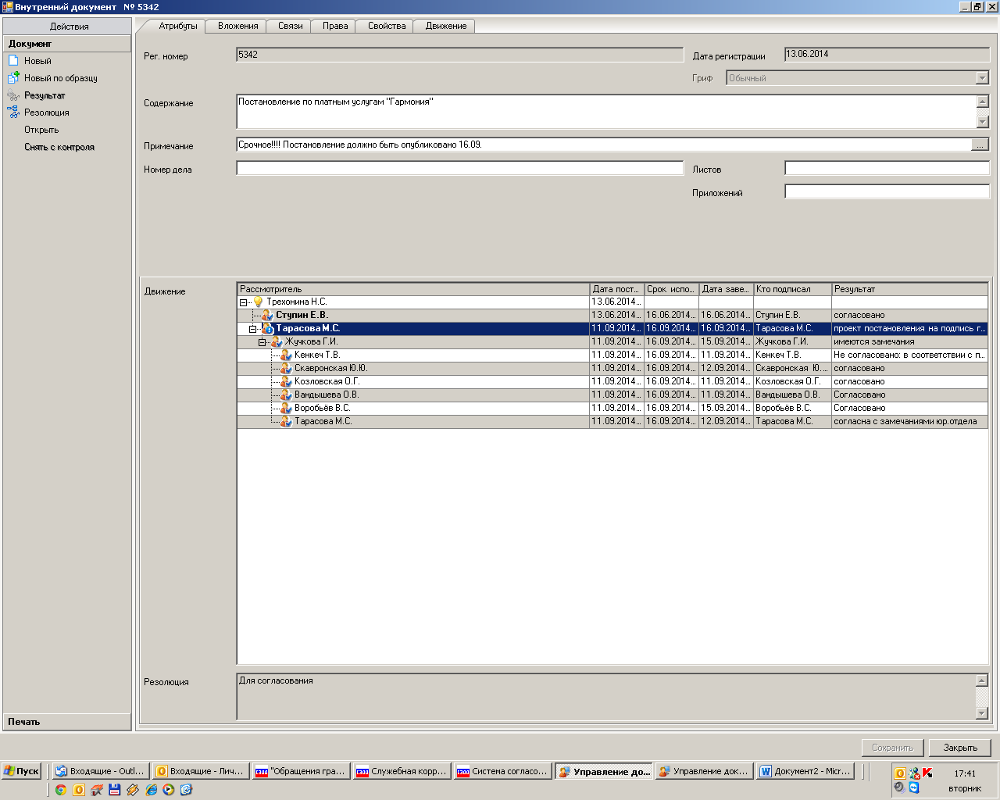 Внутренний документ № 5342
Действия
Документ
Новый
Новый по образцу
Результат
Резолюция
Открыть
Снять с контроля
Печать
Атрибуты Вложения Связи Права Свойства Движение
Рег. номер 5342 Дата регистрации 13.06.2014
Гриф Обычный
Содержание Постановление по платным услугам "Гармония"
Примечание Срочное!!!! Постановление должно быть опубликовано 16.09. ...
Номер дела Листов
Приложений
Движение
Рассмотритель Дата пост... Срок испо... Дата заве... Кто подписал Результат
Трехонина Н.С. 13.06.2014...
Ступин Е.В. 13.06.2014... 16.06.2014... 16.06.2014... Ступин Е.В. согласовано
Тарасова М.С. 11.09.2014... 16.09.2014... 16.09.2014... Тарасова М.С. проект постановления на подпись г...
Жучкова Г.И. 11.09.2014... 16.09.2014... 15.09.2014... Жучкова Г.И. имеются замечания
Кенкеч Т.В. 11.09.2014... 16.09.2014... 11.09.2014... Кенкеч Т.В. Не согласовано: в соответствии с п...
Скавронская Ю.Ю. 11.09.2014... 16.09.2014... 12.09.2014... Скавронская Ю.... согласовано
Козловская О.Г. 11.09.2014... 16.09.2014... 11.09.2014... Козловская О.Г. согласовано
Вандышева О.В. 11.09.2014... 16.09.2014... 11.09.2014... Вандышева О.В. Согласовано
Воробьёв В.С. 11.09.2014... 16.09.2014... 15.09.2014... Воробьёв В.С. Согласовано
Тарасова М.С. 11.09.2014... 16.09.2014... 12.09.2014... Тарасова М.С. согласна с замечаниями юр.отдела
Резолюция Для согласования
Сохранить Закрыть
Пуск Входящие - Outl... Входящие - Лич... "Обращения гра... Служебная корр... Система согласо... Управление до... Управление док... Документ2 - Micr... 17:41
вторник